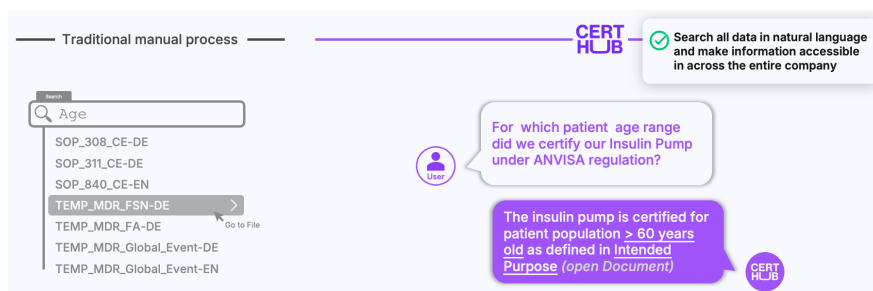 Traditional manual process
CERT
HUB
Search all data in natural language
and make information accessible
in across the entire company
Search
Age
SOP_308_CE-DE
SOP_311_CE-DE
SOP_840_CE-EN
TEMP_MDR_FSN-DE
Go to File
TEMP_MDR_FA-DE
TEMP_MDR_Global_Event-DE
TEMP_MDR_Global_Event-EN
For which patient age range
did we certify our Insulin Pump
under ANVISA regulation?
User
The insulin pump is certified for
patient population > 60 years
old as defined in Intended
Purpose (open Document)
CERT
HUB